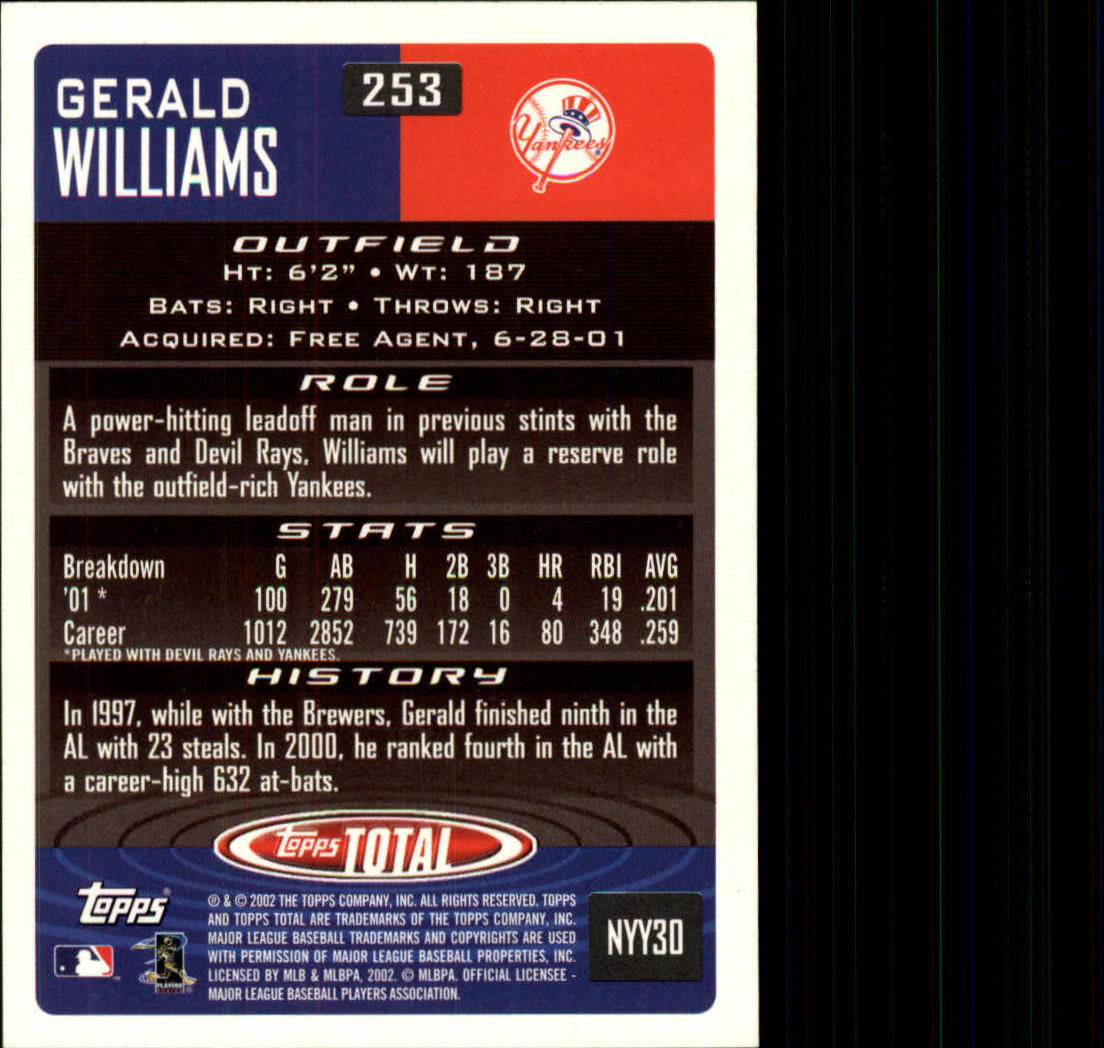 GERALD
WILLIAMS
253
Yankees
OUTFIELD
HT: 6'2" • WT: 187
BATS: RIGHT • THROWS: RIGHT
ACQUIRED: FREE AGENT, 6-28-01
ROLE
A power-hitting leadoff man in previous stints with the
Braves and Devil Rays, Williams will play a reserve role
with the outfield-rich Yankees.
STATS
Breakdown G AB H 2B 3B HR RBI AVG
'01 * 100 279 56 18 0 4 19 .201
Career 1012 2852 739 172 16 80 348 .259
*PLAYED WITH DEVIL RAYS AND YANKEES.
HISTORY
In 1997, while with the Brewers, Gerald finished ninth in the
AL with 23 steals. In 2000, he ranked fourth in the AL with
a career-high 632 at-bats.
Topps TOTAL
Topps®
® & © 2002 THE TOPPS COMPANY, INC. ALL RIGHTS RESERVED. TOPPS
AND TOPPS TOTAL ARE TRADEMARKS OF THE TOPPS COMPANY, INC.
MAJOR LEAGUE BASEBALL TRADEMARKS AND COPYRIGHTS ARE USED
WITH PERMISSION OF MAJOR LEAGUE BASEBALL PROPERTIES, INC.
LICENSED BY MLB & MLBPA, 2002. © MLBPA. OFFICIAL LICENSEE -
MAJOR LEAGUE BASEBALL PLAYERS ASSOCIATION.
NYY30
PLAYERS